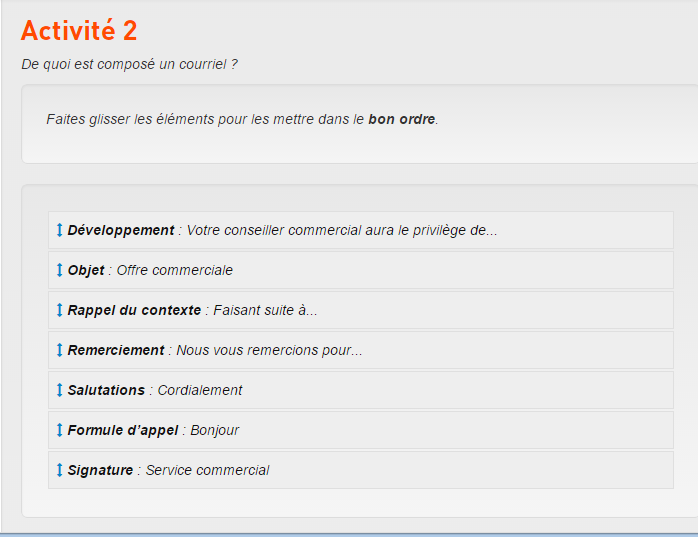 Activité 2
De quoi est composé un courriel ?
Faites glisser les éléments pour les mettre dans le bon ordre.
Développement : Votre conseiller commercial aura le privilège de...
Objet : Offre commerciale
Rappel du contexte : Faisant suite à...
Remerciement : Nous vous remercions pour...
Salutations : Cordialement
Formule d'appel : Bonjour
Signature : Service commercial